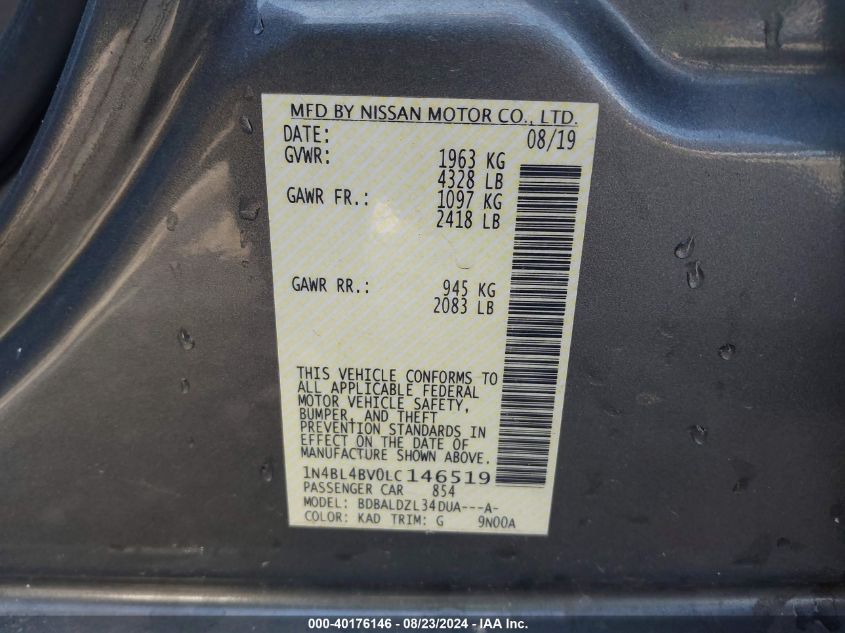 MFD BY NISSAN MOTOR CO., LTD.
DATE: 08/19
GVWR: 1963 KG
4328 LB
GAWR FR.: 1097 KG
2418 LB
GAWR RR.: 945 KG
2083 LB
THIS VEHICLE CONFORMS TO
ALL APPLICABLE FEDERAL
MOTOR VEHICLE SAFETY,
BUMPER, AND THEFT
PREVENTION STANDARDS IN
EFFECT ON THE DATE OF
MANUFACTURE SHOWN ABOVE.
1N4BL4BV0LC146519
PASSENGER CAR 854
MODEL: BDBALDZL34DUA---A-
COLOR: KAD TRIM: G 9N00A
000-40176146 - 08/23/2024 - IAA Inc.